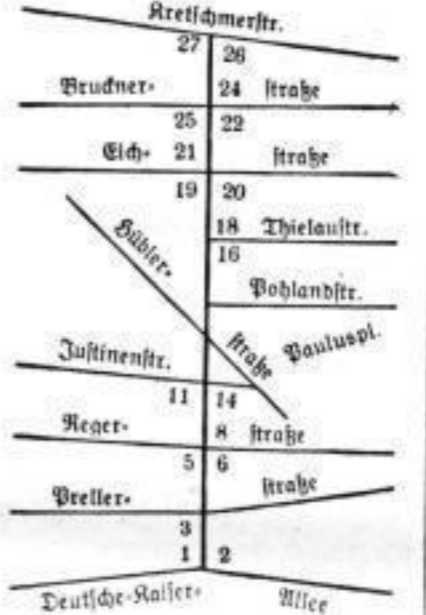 Kretschmerstr.
27 26
Bruckner- 24 straße
25 22
Eich- 21 straße
19 20
18 Thielaustr.
Hübler- 16
Pohlandstr.
straße Pauluspl.
Justinenstr.
11 14
Reger- 8 straße
5 6
Preller- straße
3
1 2
Deutsche-Kaiser- Allee